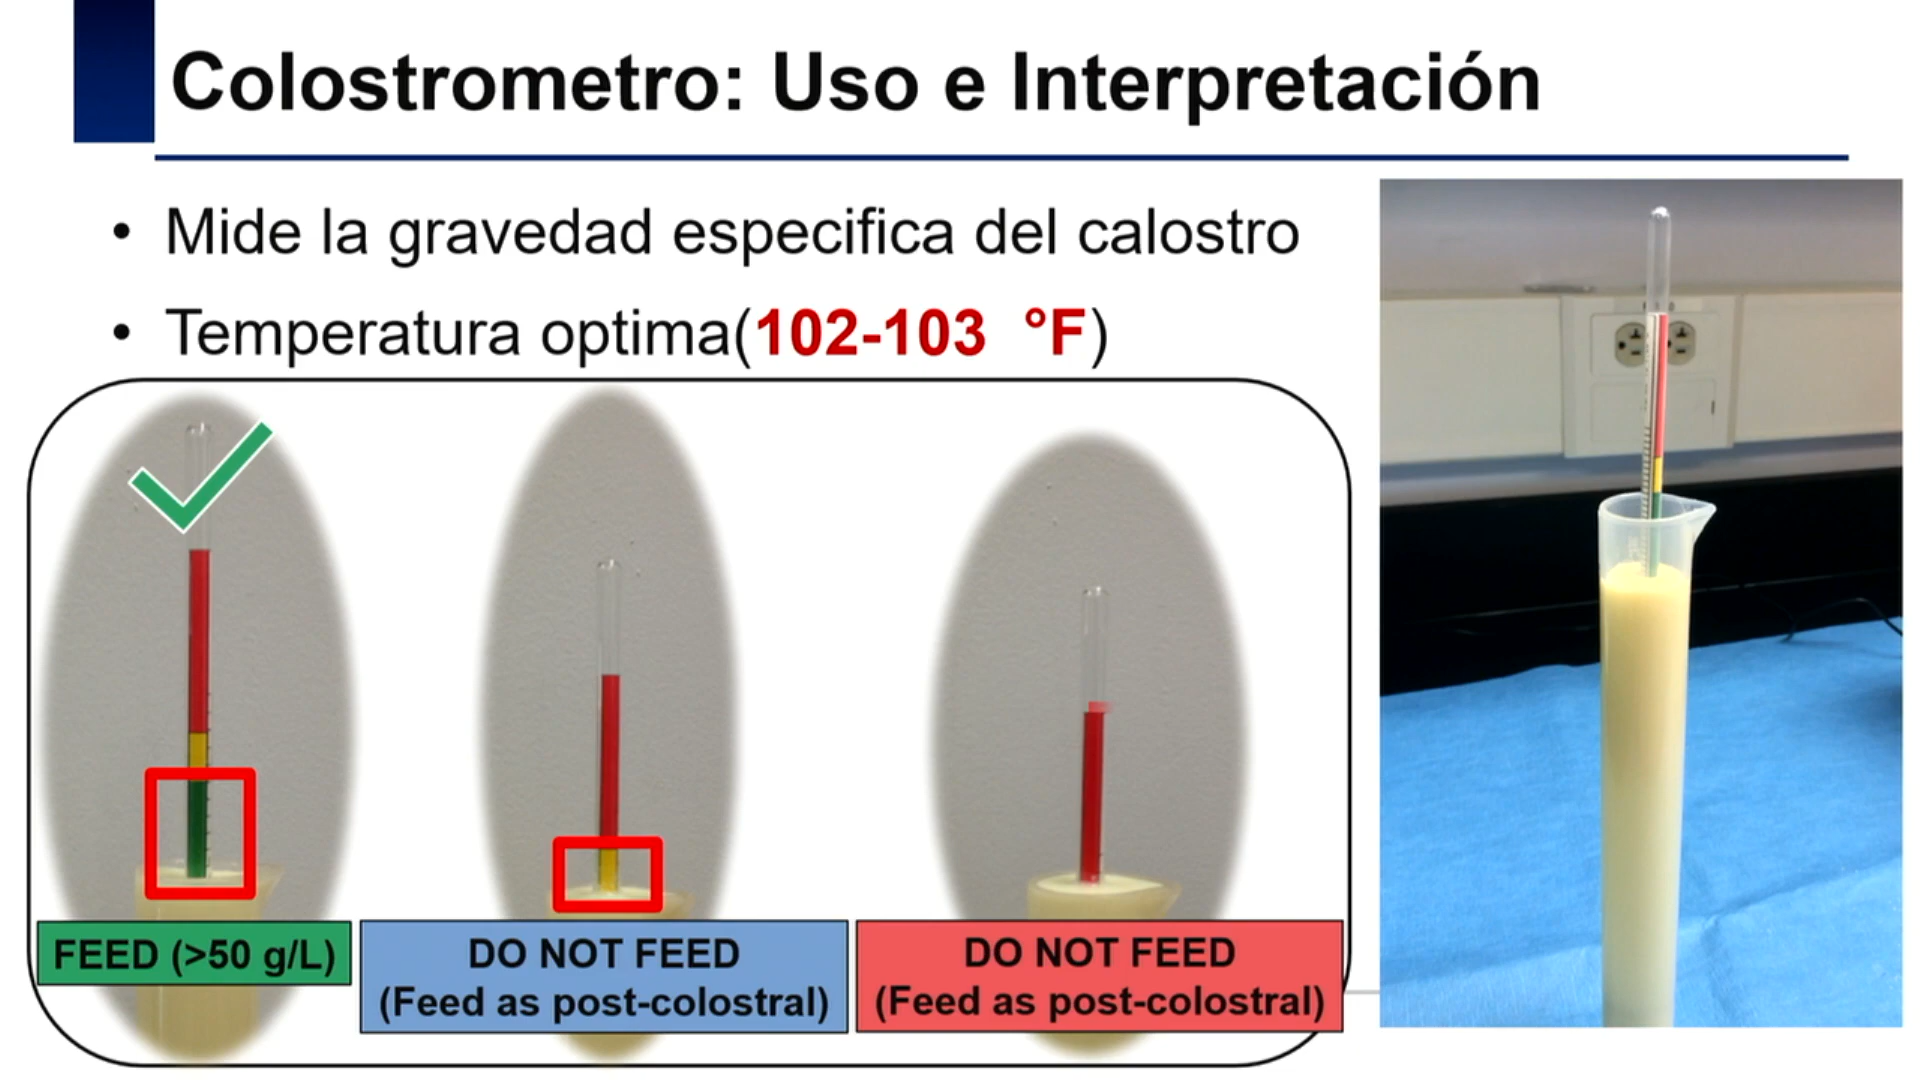 Colostrometro: Uso e Interpretación
• Mide la gravedad especifica del calostro
• Temperatura optima(102-103 °F)
FEED (>50 g/L)
DO NOT FEED
(Feed as post-colostral)
DO NOT FEED
(Feed as post-colostral)